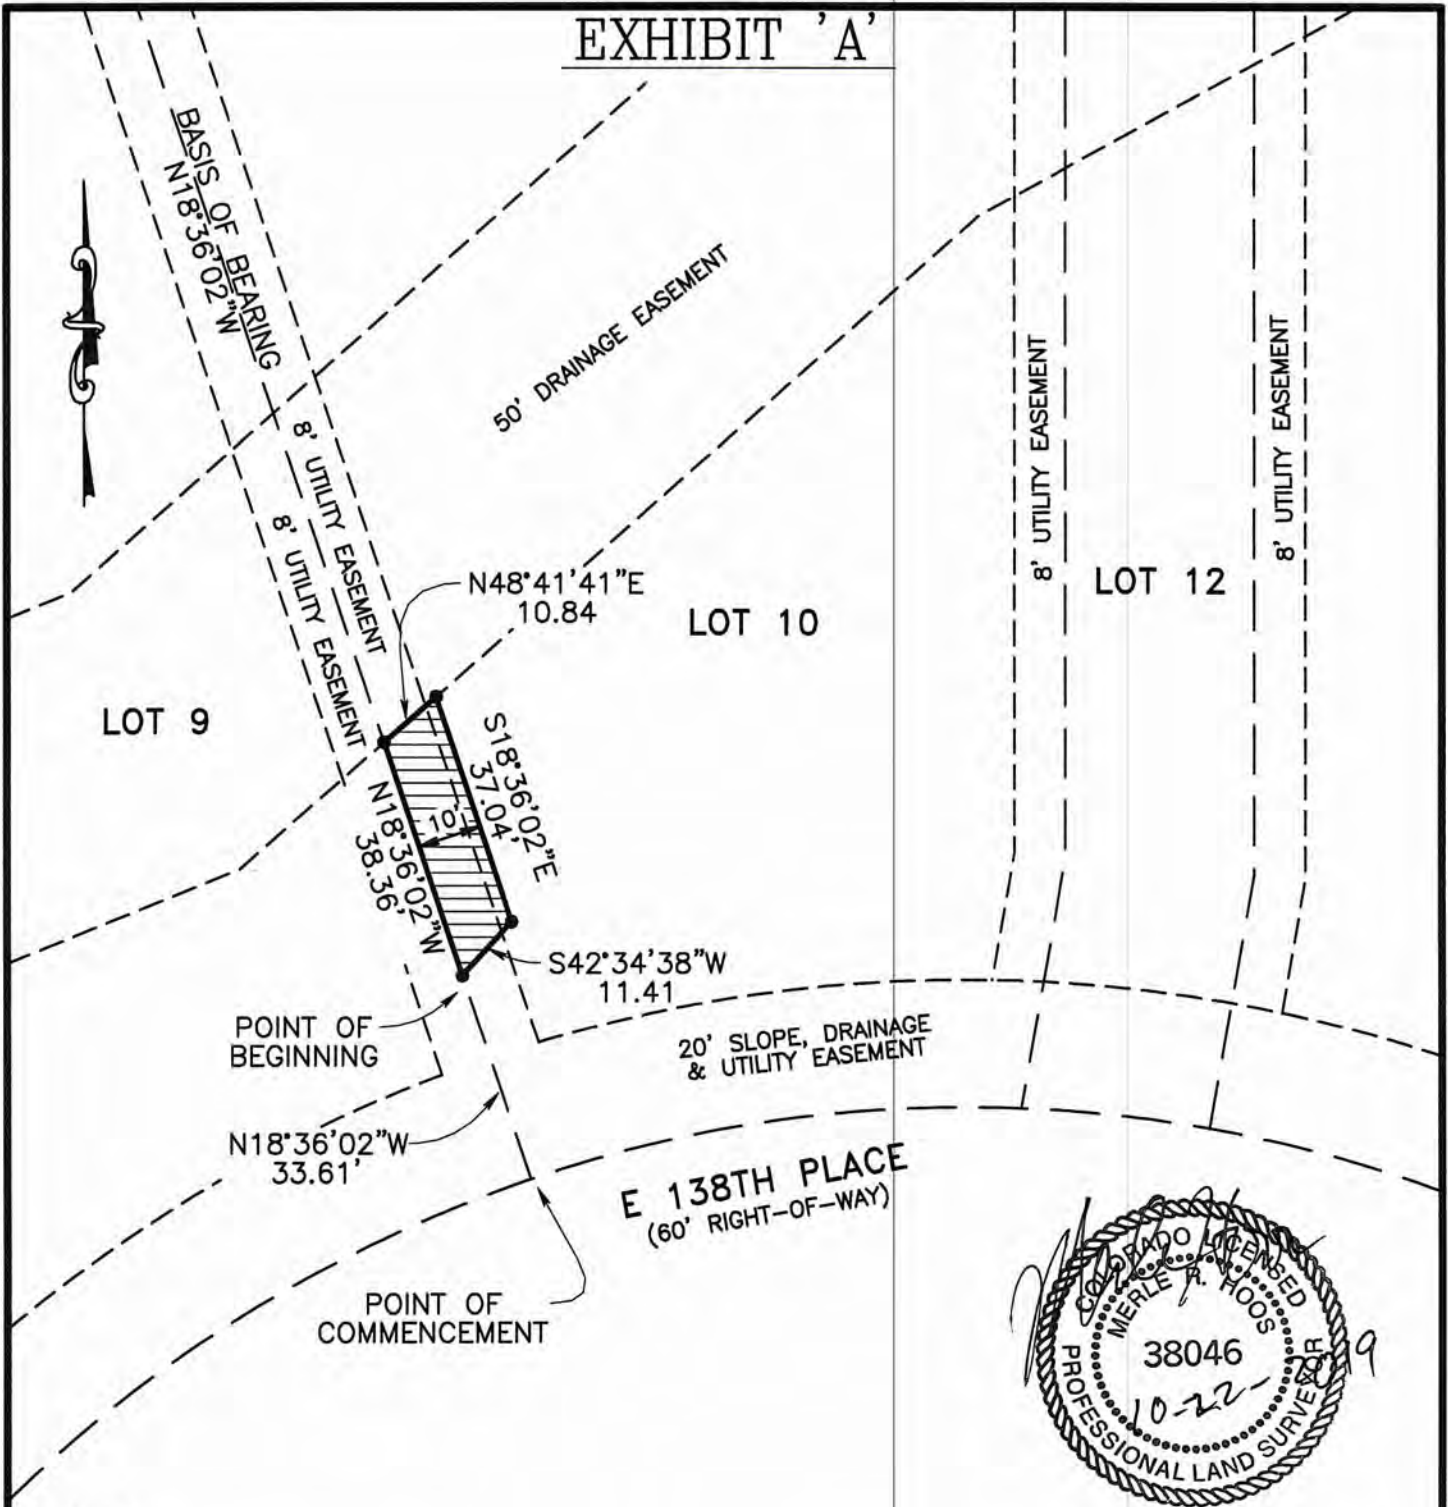 EXHIBIT 'A'
BASIS OF BEARING
N18°36'02"W
50' DRAINAGE EASEMENT
8' UTILITY EASEMENT
8' UTILITY EASEMENT
8' UTILITY EASEMENT
8' UTILITY EASEMENT
N48°41'41"E
10.84
LOT 9
LOT 10
LOT 12
S18°36'02"E
37.04'
10'
N18°36'02"W
38.36'
S42°34'38"W
11.41
POINT OF
BEGINNING
20' SLOPE, DRAINAGE
& UTILITY EASEMENT
N18°36'02"W
33.61'
E 138TH PLACE
(60' RIGHT-OF-WAY)
POINT OF
COMMENCEMENT
COLORADO LICENSED
MERLE R. HOOS
38046
10-22-2019
PROFESSIONAL LAND SURVEYOR